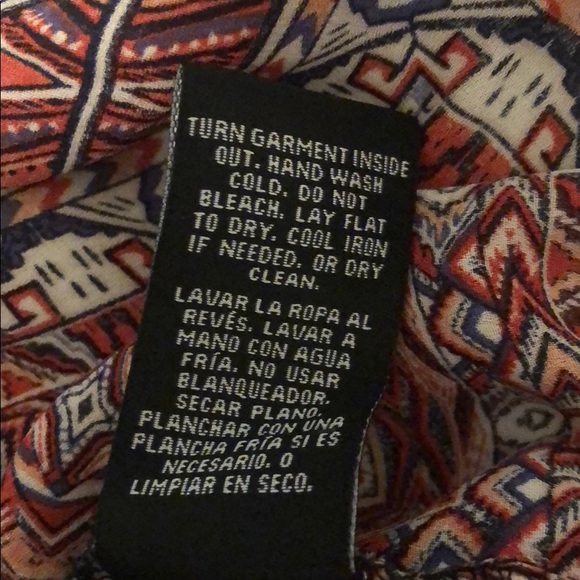 TURN GARMENT INSIDE
OUT. HAND WASH
COLD. DO NOT
BLEACH. LAY FLAT
TO DRY. COOL IRON
IF NEEDED. OR DRY
CLEAN.
LAVAR LA ROPA AL
REVÉS. LAVAR A
MANO CON AGUA
FRÍA. NO USAR
BLANQUEADOR.
SECAR PLANO.
PLANCHAR CON UNA
PLANCHA FRÍA SI ES
NECESARIO. O
LIMPIAR EN SECO.